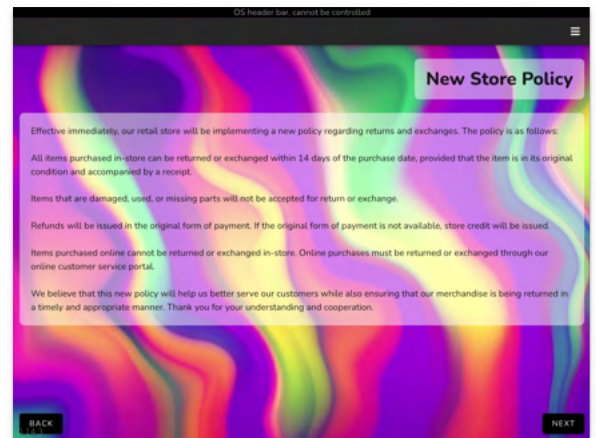 OS header bar, cannot be controlled
New Store Policy
Effective immediately, our retail store will be implementing a new policy regarding returns and exchanges. The policy is as follows:
All items purchased in-store can be returned or exchanged within 14 days of the purchase date, provided that the item is in its original
condition and accompanied by a receipt.
Items that are damaged, used, or missing parts will not be accepted for return or exchange.
Refunds will be issued in the original form of payment. If the original form of payment is not available, store credit will be issued.
Items purchased online cannot be returned or exchanged in-store. Online purchases must be returned or exchanged through our
online customer service portal.
We believe that this new policy will help us better serve our customers while also ensuring that our merchandise is being returned in
a timely and appropriate manner. Thank you for your understanding and cooperation.
BACK
NEXT